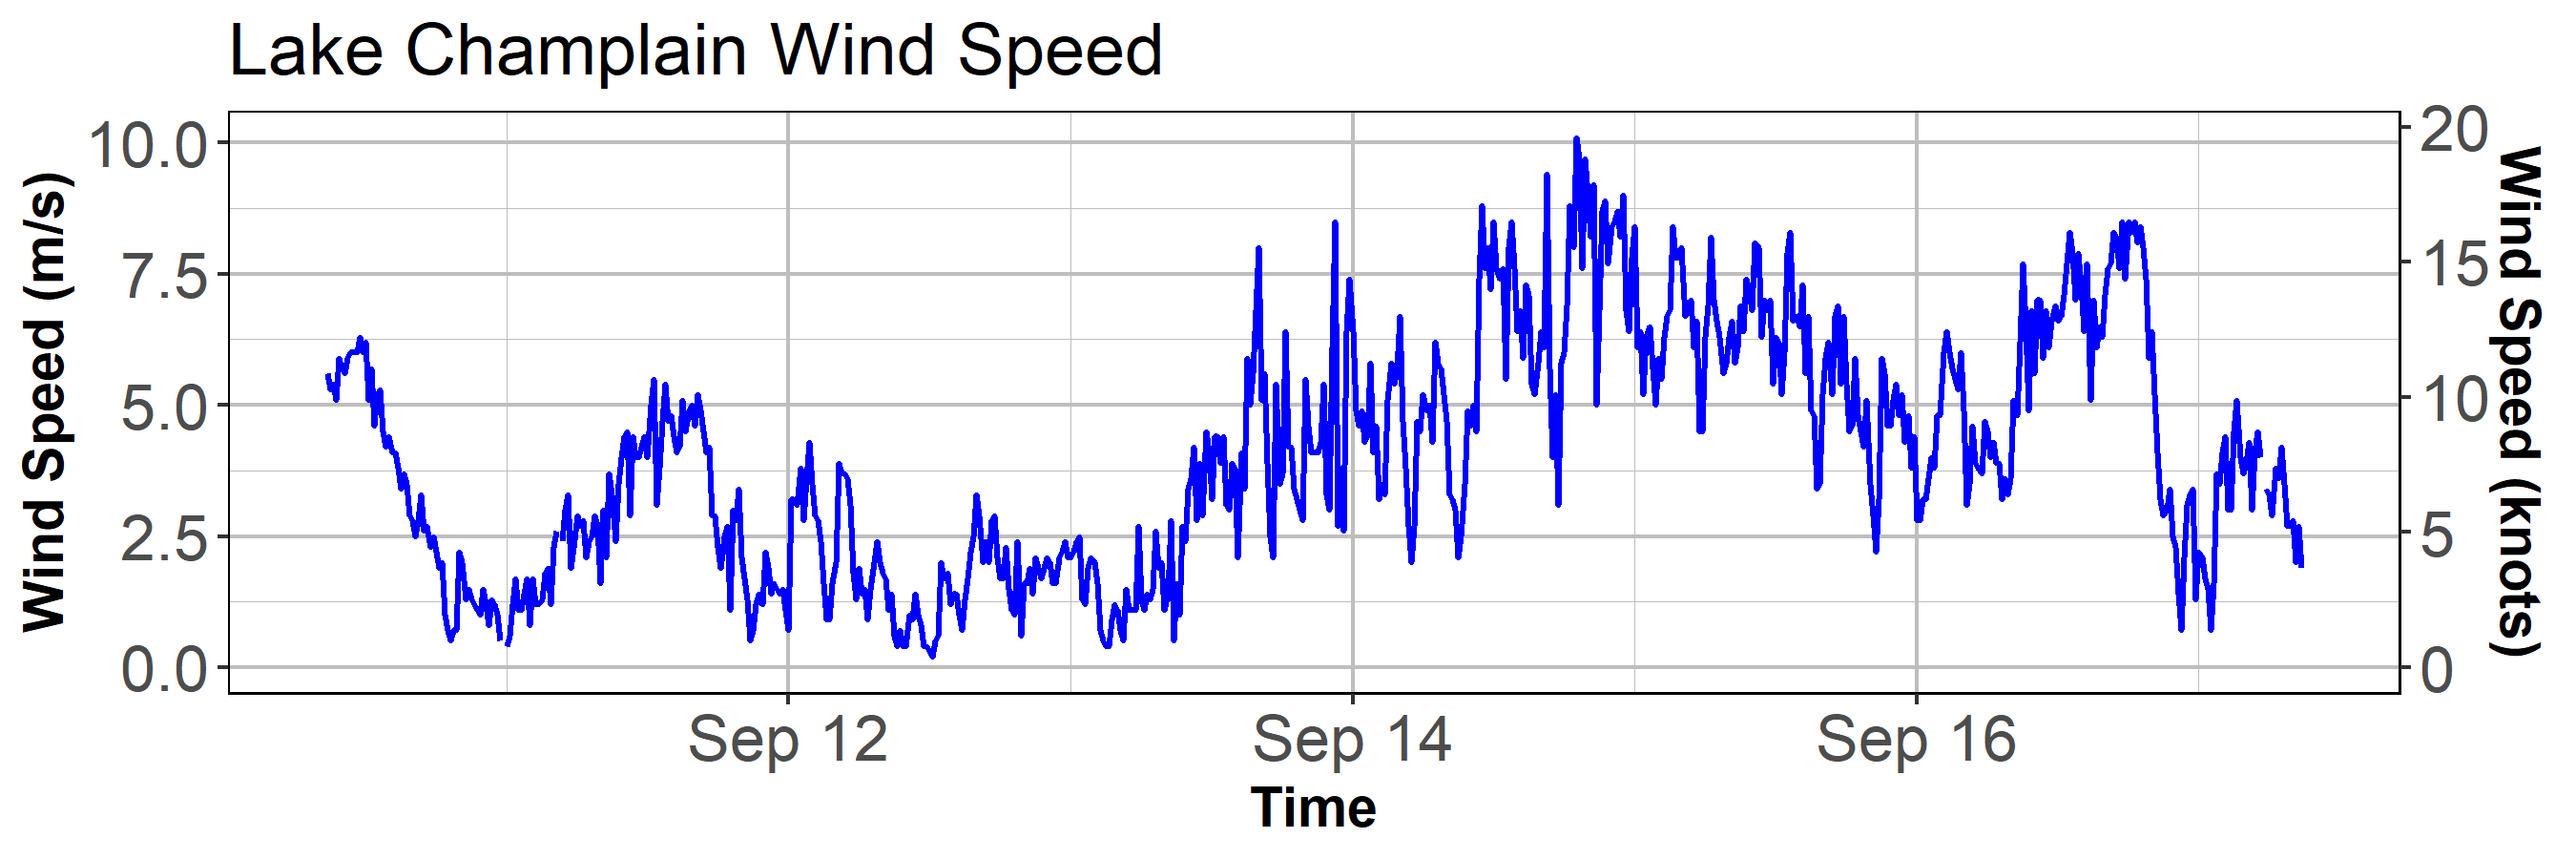 Lake Champlain Wind Speed
Wind Speed (m/s)
10.0
7.5
5.0
2.5
0.0
20
15
10
5
0
Wind Speed (knots)
Sep 12
Sep 14
Sep 16
Time